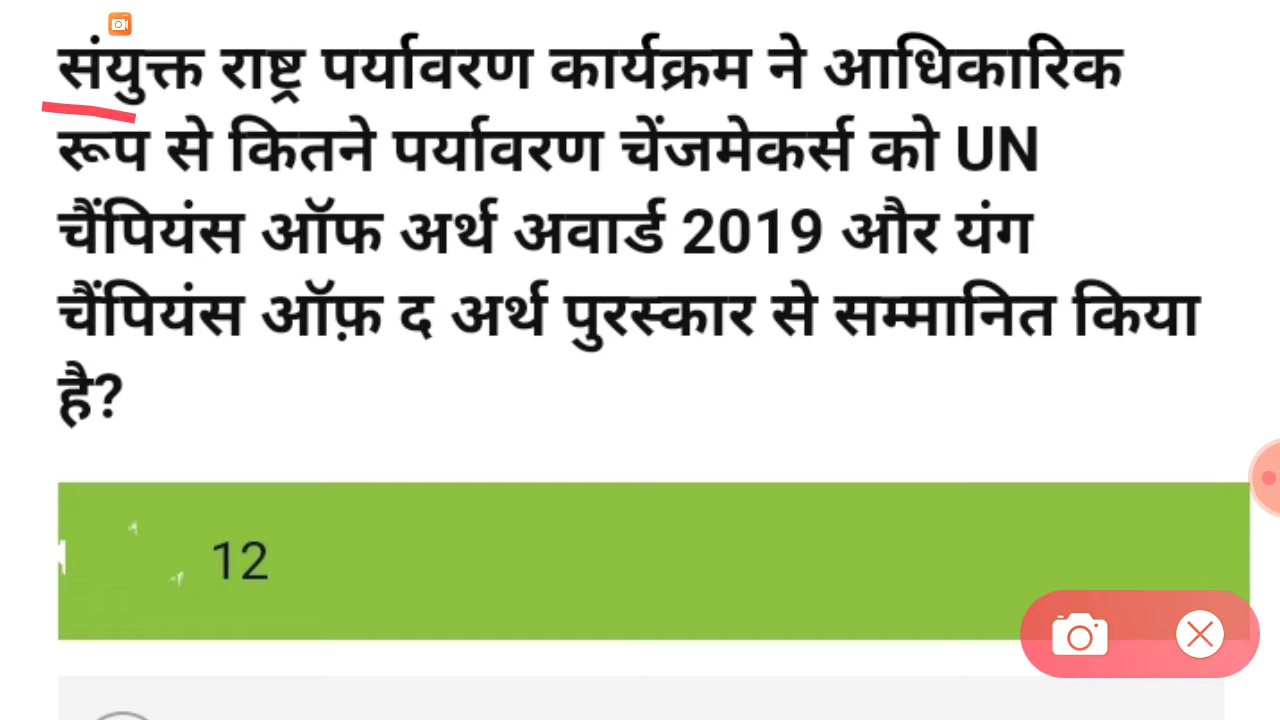 संयुक्त राष्ट्र पर्यावरण कार्यक्रम ने आधिकारिक
रूप से कितने पर्यावरण चेंजमेकर्स को UN
चैंपियंस ऑफ अर्थ अवार्ड 2019 और यंग
चैंपियंस ऑफ़ द अर्थ पुरस्कार से सम्मानित किया
है?
12